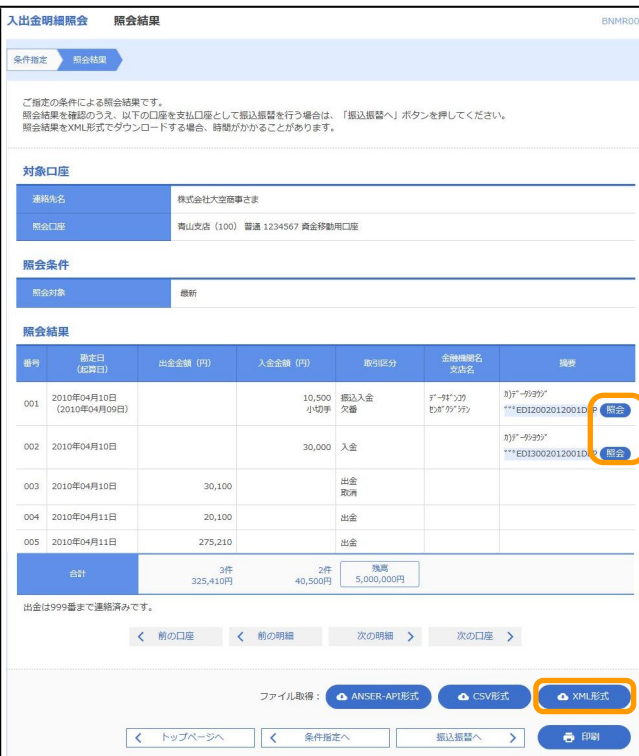 入出金明細照会 照会結果 BNMR00
条件指定 照会結果
ご指定の条件による照会結果です。
照会結果を確認のうえ、以下の口座を支払口座として振込振替を行う場合は、「振込振替へ」ボタンを押してください。
照会結果をXML形式でダウンロードする場合、時間がかかることがあります。
対象口座
連絡先名 株式会社大空商事さま
照会口座 青山支店（100） 普通 1234567 資金移動用口座
照会条件
照会対象 最新
照会結果
番号 勘定日 出金金額（円） 入金金額（円） 取引区分 金融機関名 摘要
（起算日） 支店名
001 2010年04月10日 10,500 振込入金 ﾃﾞｰﾀｷﾞﾝｺｳ ｶ)ﾃﾞｰﾀｼﾖｳｼﾞ
（2010年04月09日） 小切手 欠番 ｾﾝﾎﾟｸｼﾞﾃﾝ ***EDI2002012001D P 照会
002 2010年04月10日 30,000 入金 ｶ)ﾃﾞｰﾀｼﾖｳｼﾞ
***EDI3002012001D P 照会
003 2010年04月10日 30,100 出金
取消
004 2010年04月11日 20,100 出金
005 2010年04月11日 275,210 出金
合計 3件 2件 残高
325,410円 40,500円 5,000,000円
出金は999番まで連絡済みです。
前の口座 前の明細 次の明細 次の口座
ファイル取得： ANSER-API形式 CSV形式 XML形式
トップページへ 条件指定へ 振込振替へ 印刷